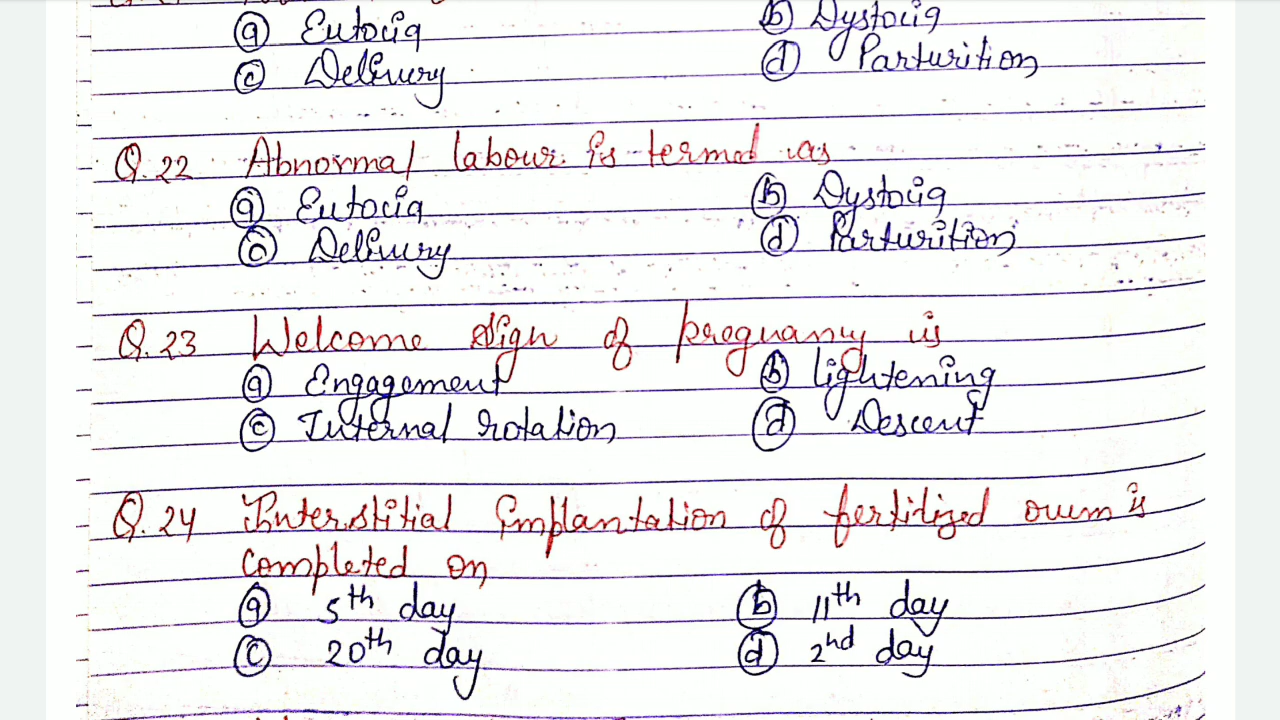 ⓐ Eutocia ⓑ Dystocia
ⓒ Delivery ⓓ Parturition
Q.22 Abnormal labour is termed as
ⓐ Eutocia ⓑ Dystocia
ⓒ Delivery ⓓ Parturition
Q.23 Welcome sign of pregnancy is
ⓐ Engagement ⓑ lightening
ⓒ Internal rotation ⓓ Descent
Q.24 Interstitial implantation of fertilized ovum is
completed on
ⓐ 5th day ⓑ 11th day
ⓒ 20th day ⓓ 2nd day